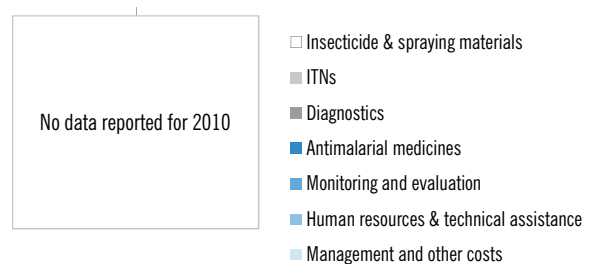 No data reported for 2010
Insecticide & spraying materials
ITNs
Diagnostics
Antimalarial medicines
Monitoring and evaluation
Human resources & technical assistance
Management and other costs